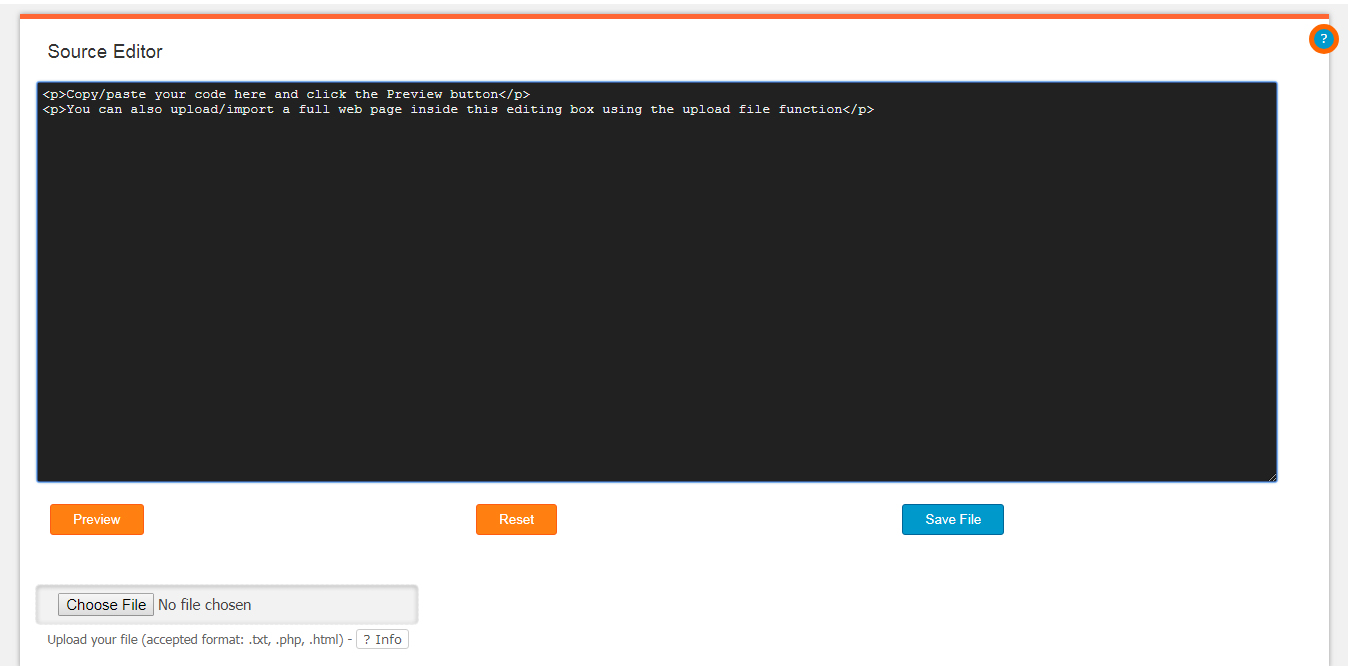 ?
Source Editor
<p>Copy/paste your code here and click the Preview button</p>
<p>You can also upload/import a full web page inside this editing box using the upload file function</p>
Preview Reset Save File
Choose File No file chosen
Upload your file (accepted format: .txt, .php, .html) - ? Info